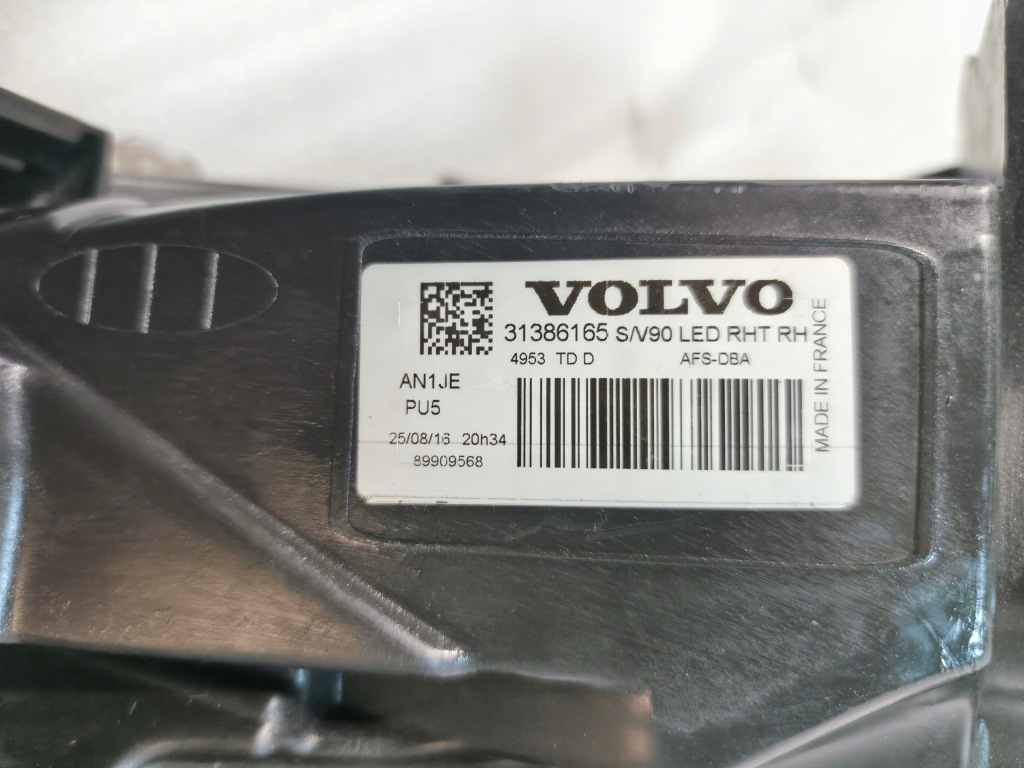 VOLVO
31386165 S/V90 LED RHT RH
4953 TD D AFS-DBA
AN1JE
PU5
25/08/16 20h34
89909568
MADE IN FRANCE